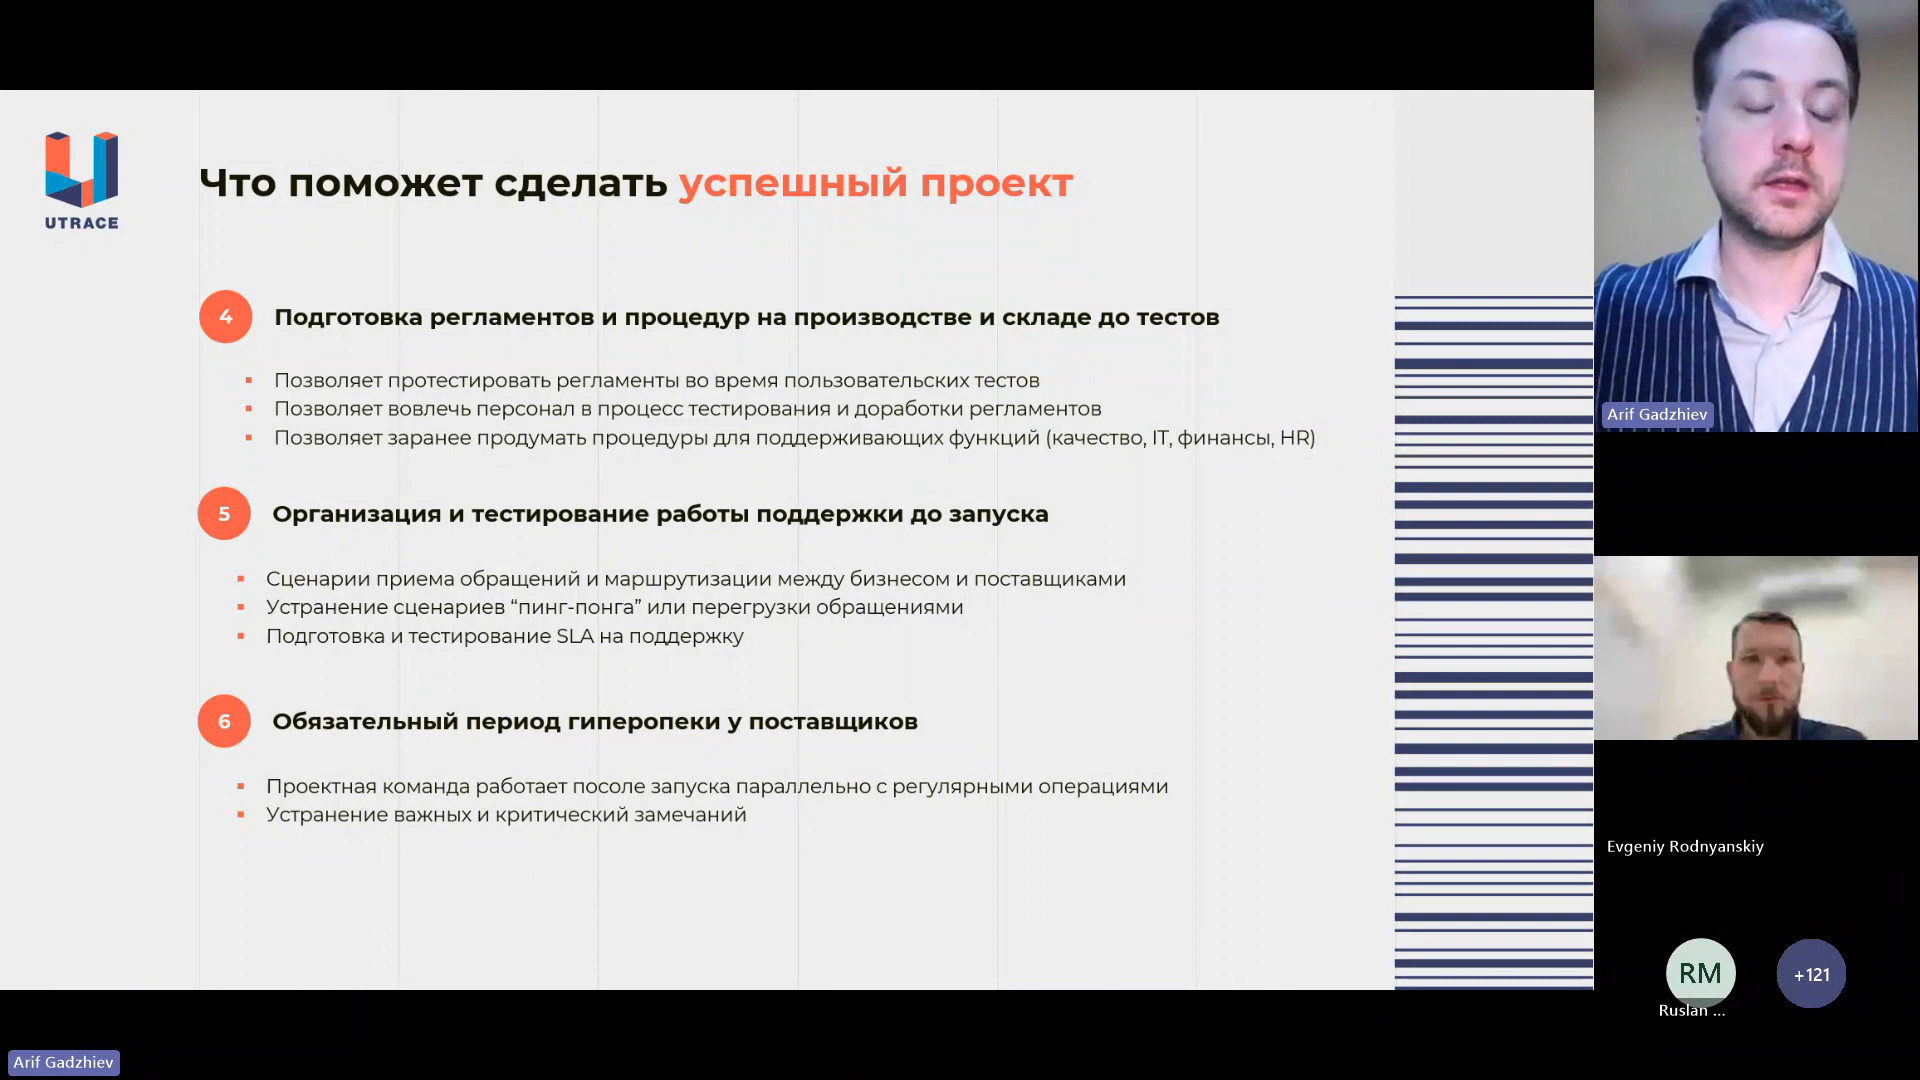 UTRACE
Что поможет сделать успешный проект
4
Подготовка регламентов и процедур на производстве и складе до тестов
Позволяет протестировать регламенты во время пользовательских тестов
Позволяет вовлечь персонал в процесс тестирования и доработки регламентов
Позволяет заранее продумать процедуры для поддерживающих функций (качество, IT, финансы, HR)
5
Организация и тестирование работы поддержки до запуска
Сценарии приема обращений и маршрутизации между бизнесом и поставщиками
Устранение сценариев “пинг-понга” или перегрузки обращениями
Подготовка и тестирование SLA на поддержку
6
Обязательный период гиперопеки у поставщиков
Проектная команда работает посоле запуска параллельно с регулярными операциями
Устранение важных и критический замечаний
Arif Gadzhiev
Evgeniy Rodnyanskiy
RM
+121
Ruslan ...
Arif Gadzhiev